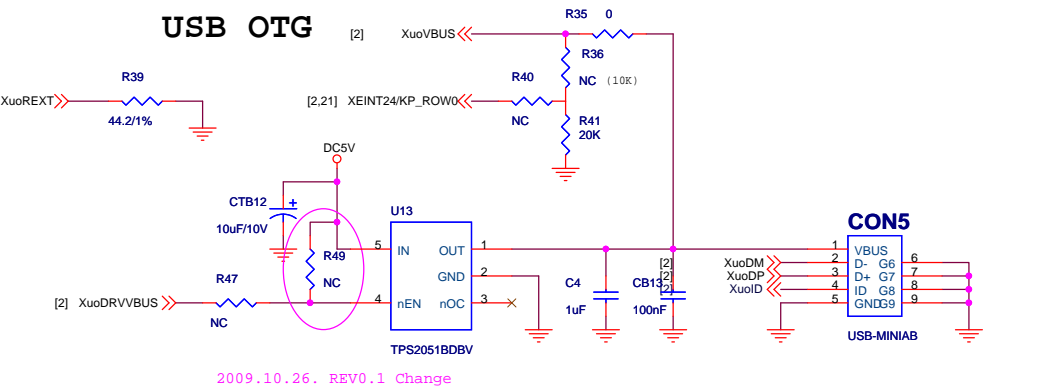 USB OTG
[2] XuoVBUS
R35 0
R36
NC (10K)
R39
XuoREXT
44.2/1%
R40
[2,21] XEINT24/KP_ROW0
NC
R41
20K
DC5V
CTB12
+
10uF/10V
U13
R49
NC
5 IN OUT 1
GND 2
4 nEN nOC 3
R47
[2] XuoDRVVBUS
NC
TPS2051BDBV
C4
1uF
CB13
100nF
[2]
[2]
[2]
CON5
1 VBUS
XuoDM 2 D- G6 6
XuoDP 3 D+ G7 7
XuoID 4 ID G8 8
5 GND G9 9
USB-MINIAB
2009.10.26. REV0.1 Change